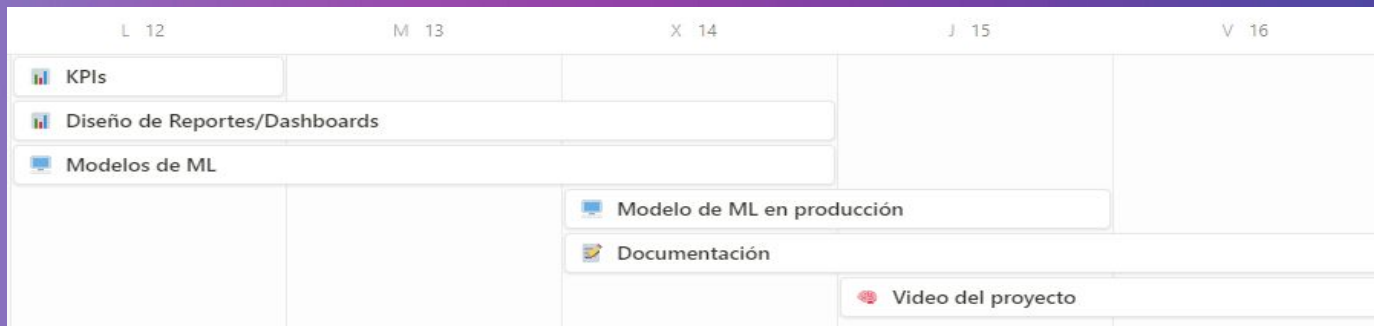 L 12 M 13 X 14 J 15 V 16
KPIs
Diseño de Reportes/Dashboards
Modelos de ML
Modelo de ML en producción
Documentación
Video del proyecto